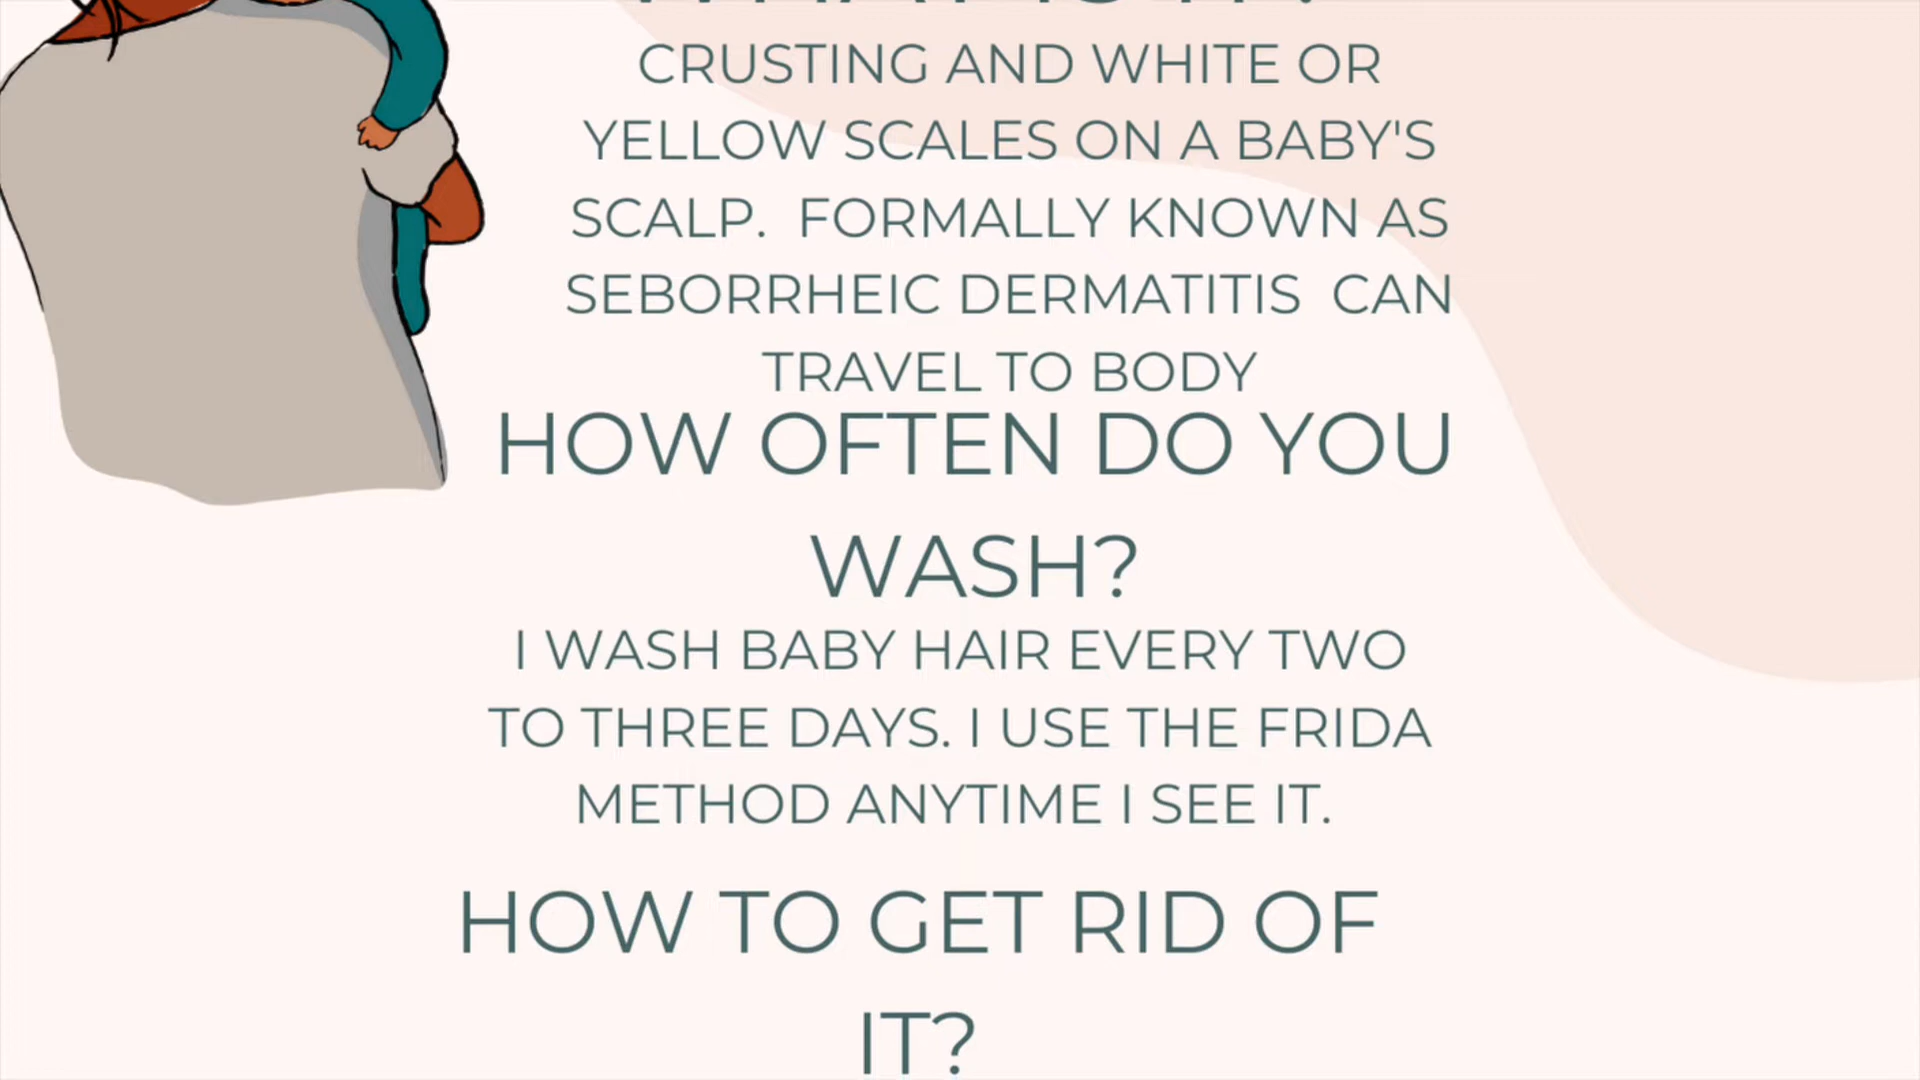 CRUSTING AND WHITE OR
YELLOW SCALES ON A BABY'S
SCALP. FORMALLY KNOWN AS
SEBORRHEIC DERMATITIS CAN
TRAVEL TO BODY
HOW OFTEN DO YOU
WASH?
I WASH BABY HAIR EVERY TWO
TO THREE DAYS. I USE THE FRIDA
METHOD ANYTIME I SEE IT.
HOW TO GET RID OF
IT?